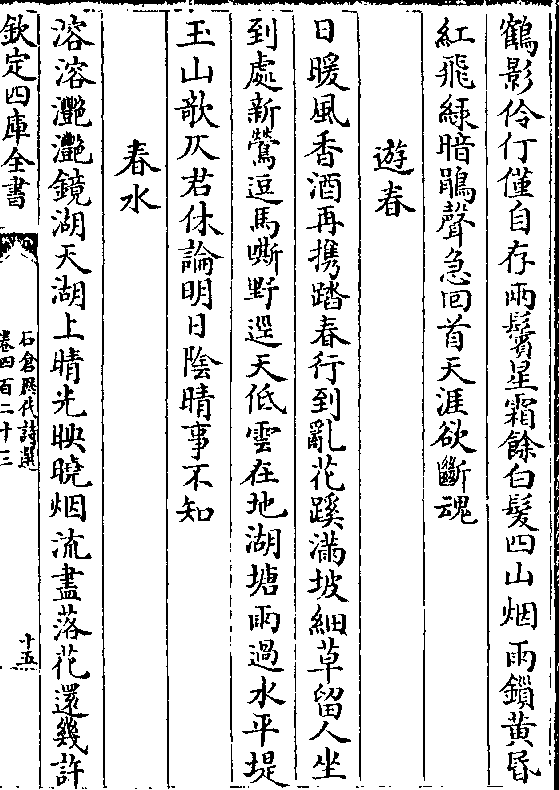 鶴影伶仃僅自存兩鬢星霜餘白髮四山烟雨鎖黃昏
紅飛緑暗鵑聲急回首天涯欲斷魂
遊春
日暖風香酒再携踏春行到亂花蹊滿坡細草留人坐
到處新鶯逗馬嘶野逕天低雲在地湖塘雨過水平堤
玉山欹仄君休論明日陰晴事不知
春水
溶溶灔灔鏡湖天湖上晴光映曉烟流盡落花還幾許
欽定四庫全書
石倉歴代詩選
卷四百二十三
十五